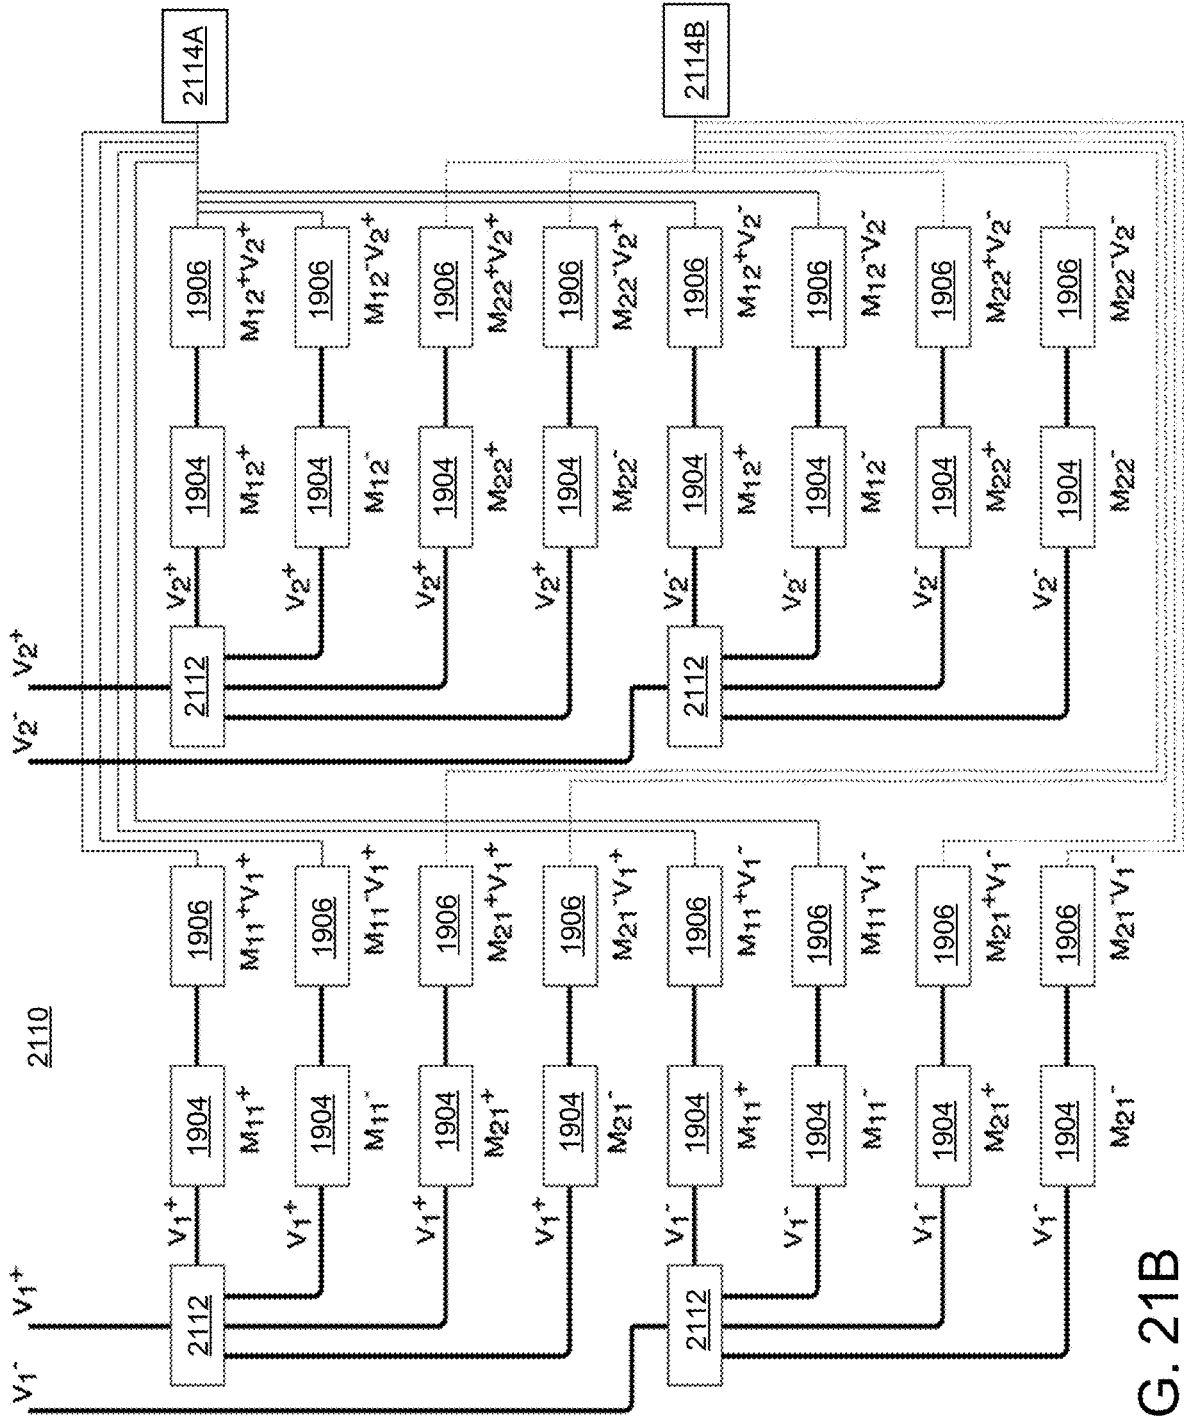 V₁⁻ V₁⁺ V₂⁻ V₂⁺
2110
2112 V₁⁺ 1904 1906 2112 V₂⁺ 1904 1906 2114A
M₁₁⁺ M₁₁⁺V₁⁺ M₁₂⁺ M₁₂⁺V₂⁺
V₁⁺ 1904 1906 V₂⁺ 1904 1906
M₁₁⁻ M₁₁⁻V₁⁺ M₁₂⁻ M₁₂⁻V₂⁺
V₁⁺ 1904 1906 V₂⁺ 1904 1906
M₂₁⁺ M₂₁⁺V₁⁺ M₂₂⁺ M₂₂⁺V₂⁺
V₁⁺ 1904 1906 V₂⁺ 1904 1906
M₂₁⁻ M₂₁⁻V₁⁺ M₂₂⁻ M₂₂⁻V₂⁺
2112 V₁⁻ 1904 1906 2112 V₂⁻ 1904 1906 2114B
M₁₁⁺ M₁₁⁺V₁⁻ M₁₂⁺ M₁₂⁺V₂⁻
V₁⁻ 1904 1906 V₂⁻ 1904 1906
M₁₁⁻ M₁₁⁻V₁⁻ M₁₂⁻ M₁₂⁻V₂⁻
V₁⁻ 1904 1906 V₂⁻ 1904 1906
M₂₁⁺ M₂₁⁺V₁⁻ M₂₂⁺ M₂₂⁺V₂⁻
V₁⁻ 1904 1906 V₂⁻ 1904 1906
M₂₁⁻ M₂₁⁻V₁⁻ M₂₂⁻ M₂₂⁻V₂⁻
G. 21B